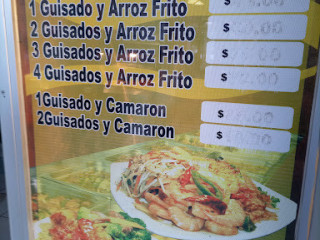 1 Guisado y Arroz Frito $
2 Guisados y Arroz Frito $
3 Guisados y Arroz Frito $
4 Guisados y Arroz Frito $
1Guisado y Camaron $
2Guisados y Camaron $